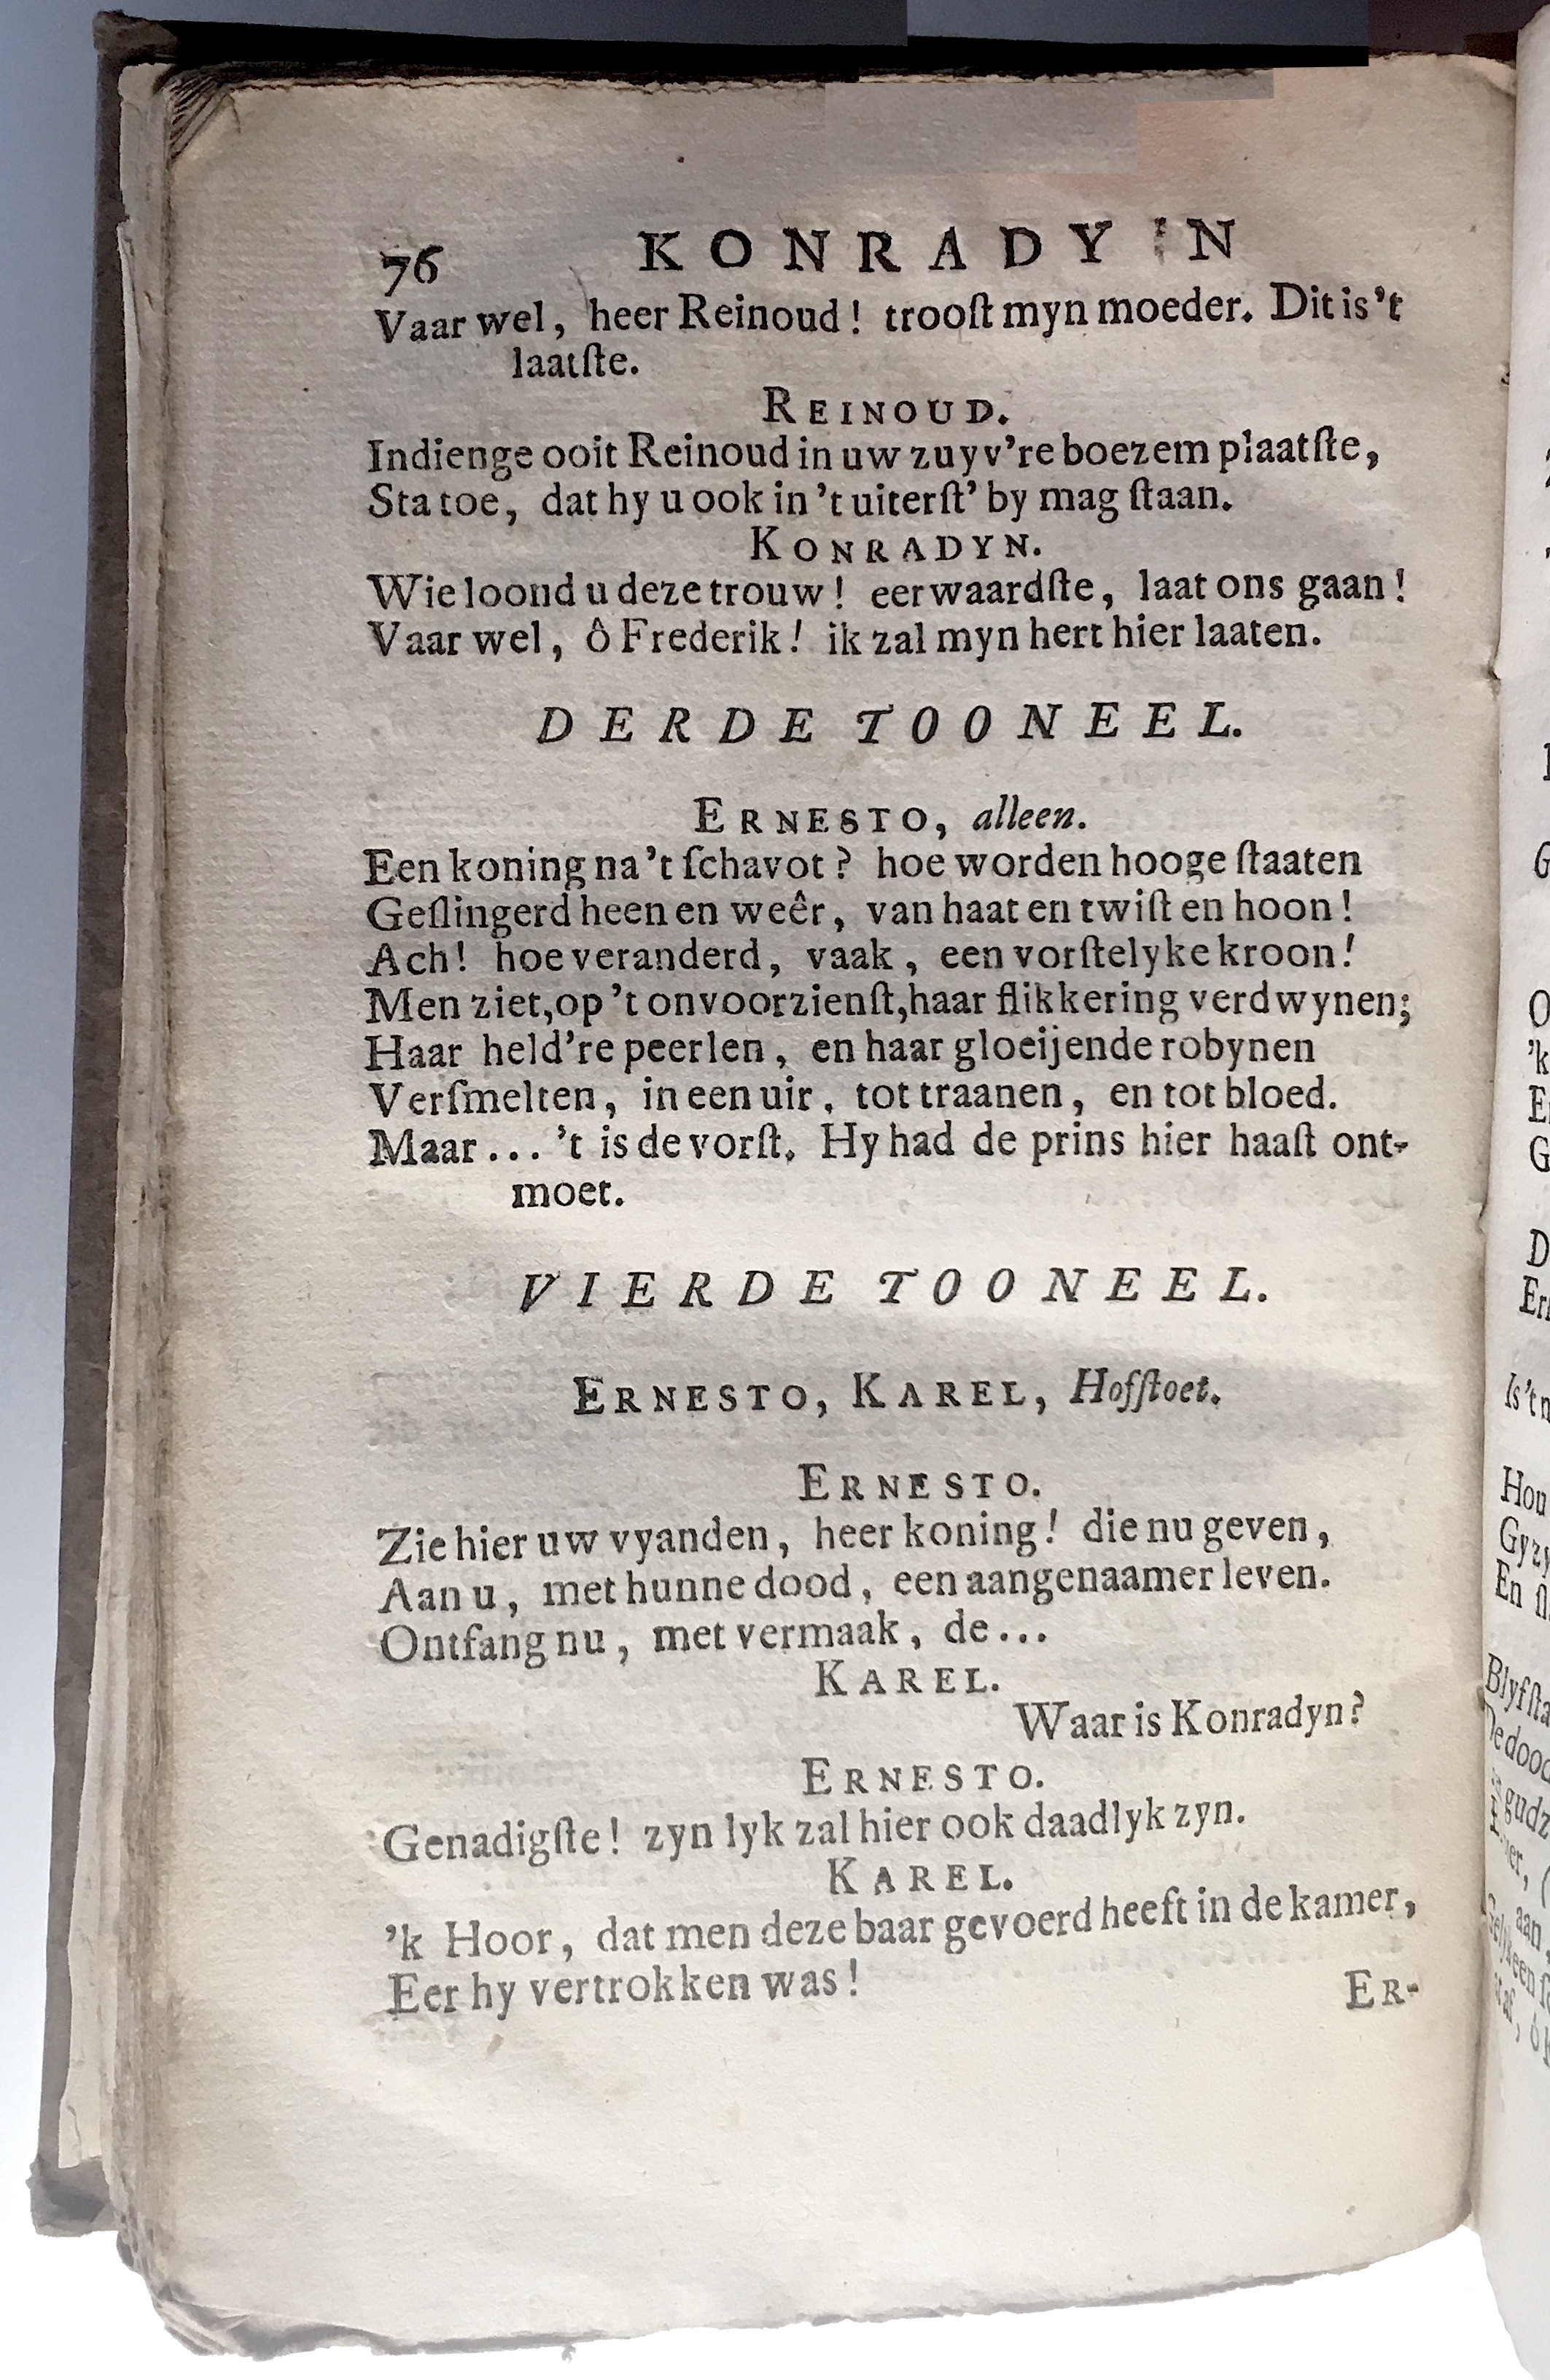 76 KONRADYN
Vaar wel, heer Reinoud! trooſt myn moeder. Dit is 't
laatſte.
REINOUD.
Indien ge ooit Reinoud in uw zuyv're boezem plaatſte,
Sta toe, dat hy u ook in 't uiterſt' by mag ſtaan.
KONRADYN.
Wie loond u deze trouw! eerwaardſte, laat ons gaan!
Vaar wel, ô Frederik! ik zal myn hert hier laaten.
DERDE TOONEEL.
ERNESTO, alleen.
Een koning na 't ſchavot? hoe worden hooge ſtaaten
Geſlingerd heen en weêr, van haat en twiſt en hoon!
Ach! hoe veranderd, vaak, een vorſtelyke kroon!
Men ziet, op 't onvoorzienſt, haar flikkering verdwynen;
Haar held're peerlen, en haar gloeijende robynen
Verſmelten, in een uir, tot traanen, en tot bloed.
Maar... 't is de vorſt. Hy had de prins hier haaſt ont-
moet.
VIERDE TOONEEL.
ERNESTO, KAREL, Hofſtoet.
ERNESTO.
Zie hier uw vyanden, heer koning! die nu geven,
Aan u, met hunne dood, een aangenaamer leven.
Ontfang nu, met vermaak, de...
KAREL.
Waar is Konradyn?
ERNESTO.
Genadigſte! zyn lyk zal hier ook daadlyk zyn.
KAREL.
'k Hoor, dat men deze baar gevoerd heeft in de kamer,
Eer hy vertrokken was!
ER-